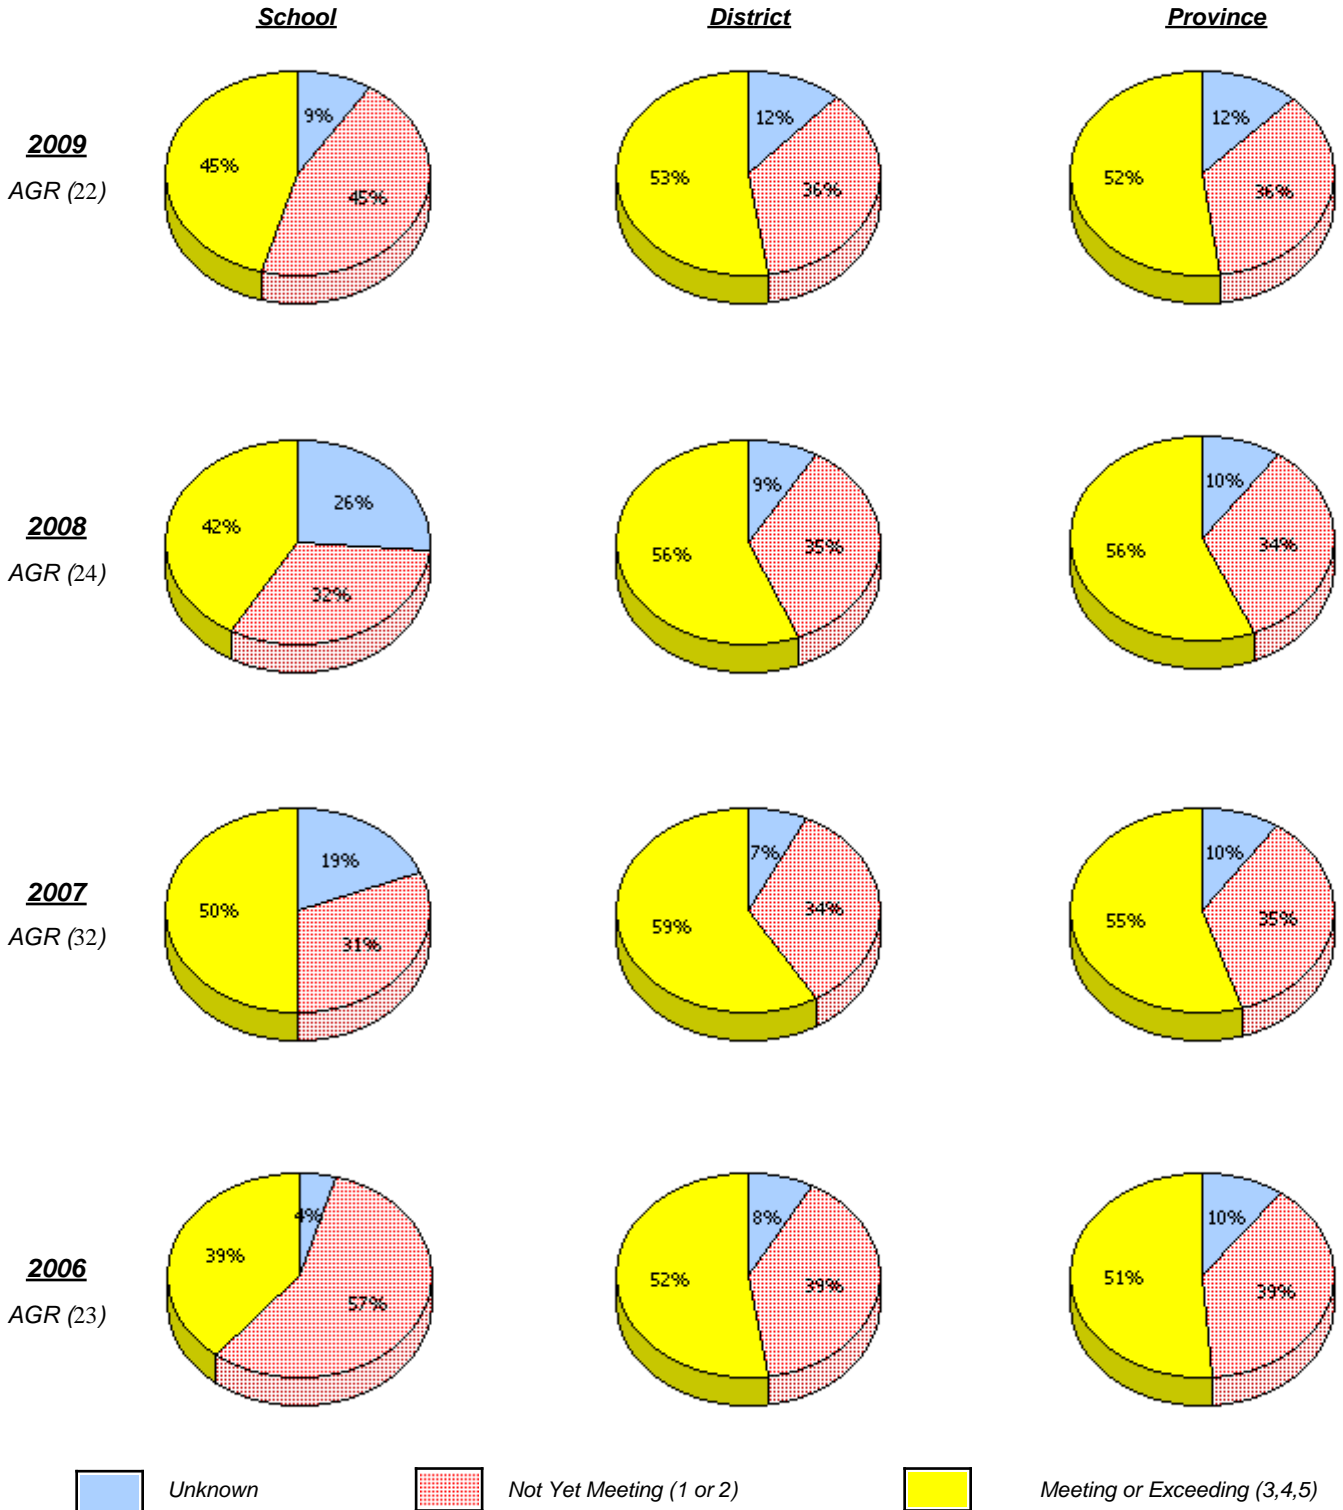 School District Province
9% 12% 12%
2009 45% 53% 52%
AGR (22) 45% 36% 36%
26% 9% 10%
2008 42% 56% 56%
AGR (24) 32% 35% 34%
19% 7% 10%
2007 50% 59% 55%
AGR (32) 31% 34% 35%
4% 8% 10%
2006 39% 52% 51%
AGR (23) 57% 39% 39%
Unknown Not Yet Meeting (1 or 2) Meeting or Exceeding (3,4,5)